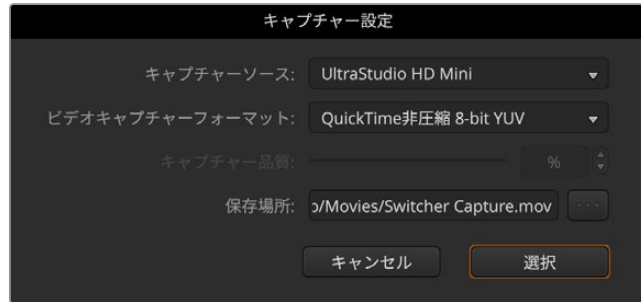 キャプチャー設定
キャプチャーソース: UltraStudio HD Mini
ビデオキャプチャーフォーマット: QuickTime非圧縮 8-bit YUV
キャプチャー品質: %
保存場所: o/Movies/Switcher Capture.mov ...
キャンセル 選択